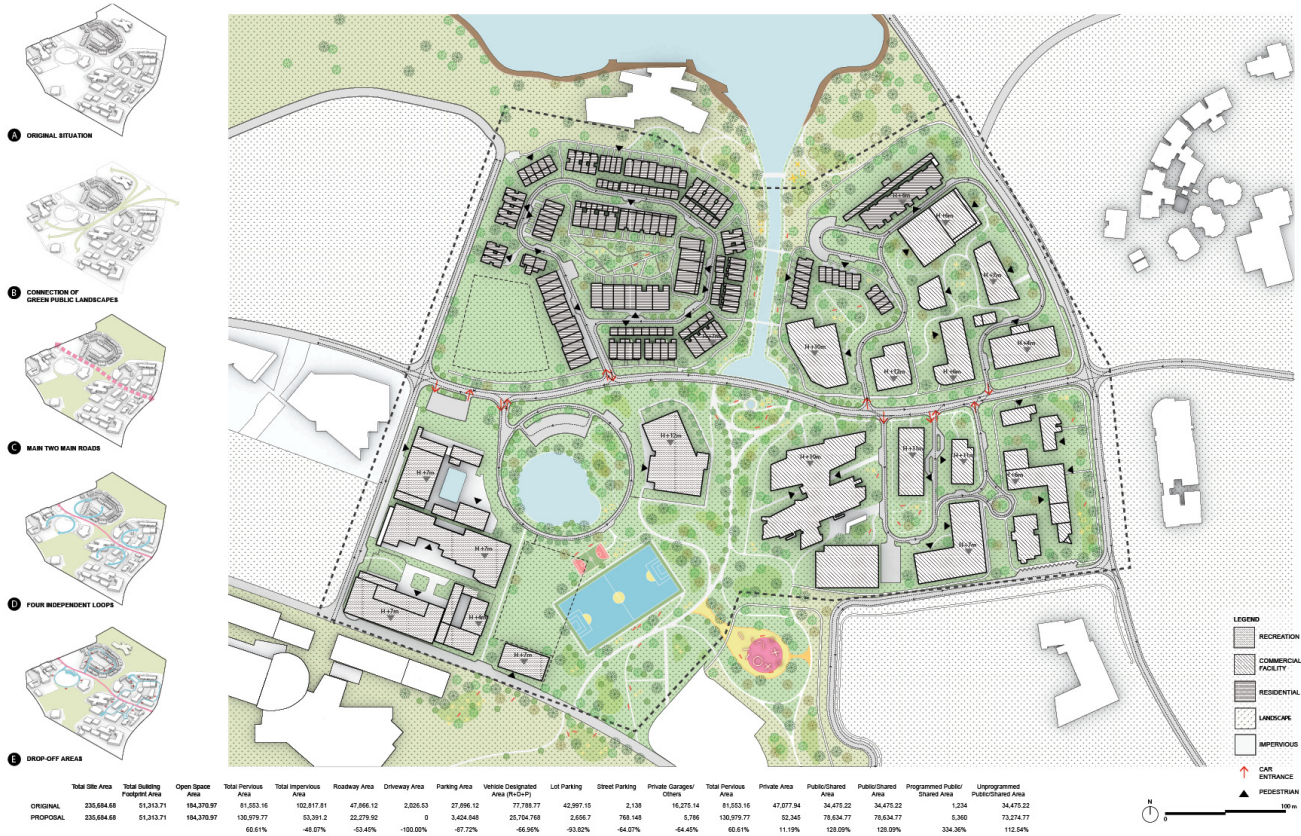 A ORIGINAL SITUATION
B CONNECTION OF
GREEN PUBLIC LANDSCAPES
C MAIN TWO MAIN ROADS
D FOUR INDEPENDENT LOOPS
E DROP-OFF AREAS
H +6m
H +7m
H +10m
H +12m
H +4m
H +12m
H +10m
H +11m
H +11m
H +7m
H +7m
H +7m
H +7m
H +7m
LEGEND
RECREATION
COMMERCIAL
FACILITY
RESIDENTIAL
LANDSCAPE
IMPERVIOUS
CAR
ENTRANCE
PEDESTRIAN
N
0 100 m
Total Site Area Total Building Footprint Area Open Space Area Total Pervious Area Total Impervious Area Roadway Area Driveway Area Parking Area Vehicle Designated Area (R+D+P) Lot Parking Street Parking Private Garages/ Others Total Pervious Area Private Area Public/Shared Area Public/Shared Area Programmed Public/ Shared Area Unprogrammed Public/Shared Area
ORIGINAL 235,684.68 51,313.71 184,370.97 81,553.16 102,817.81 47,866.12 2,026.53 27,896.12 77,788.77 42,997.15 2,138 16,275.14 81,553.16 47,077.94 34,475.22 34,475.22 1,234 34,475.22
PROPOSAL 235,684.68 51,313.71 184,370.97 130,979.77 53,391.2 22,279.92 0 3,424.848 25,704.768 2,656.7 768.148 5,786 130,979.77 52,345 78,634.77 78,634.77 5,360 73,274.77
60.61% -48.07% -53.45% -100.00% -87.72% -66.96% -93.82% -64.07% -64.45% 60.61% 11.19% 128.09% 128.09% 334.36% 112.54%